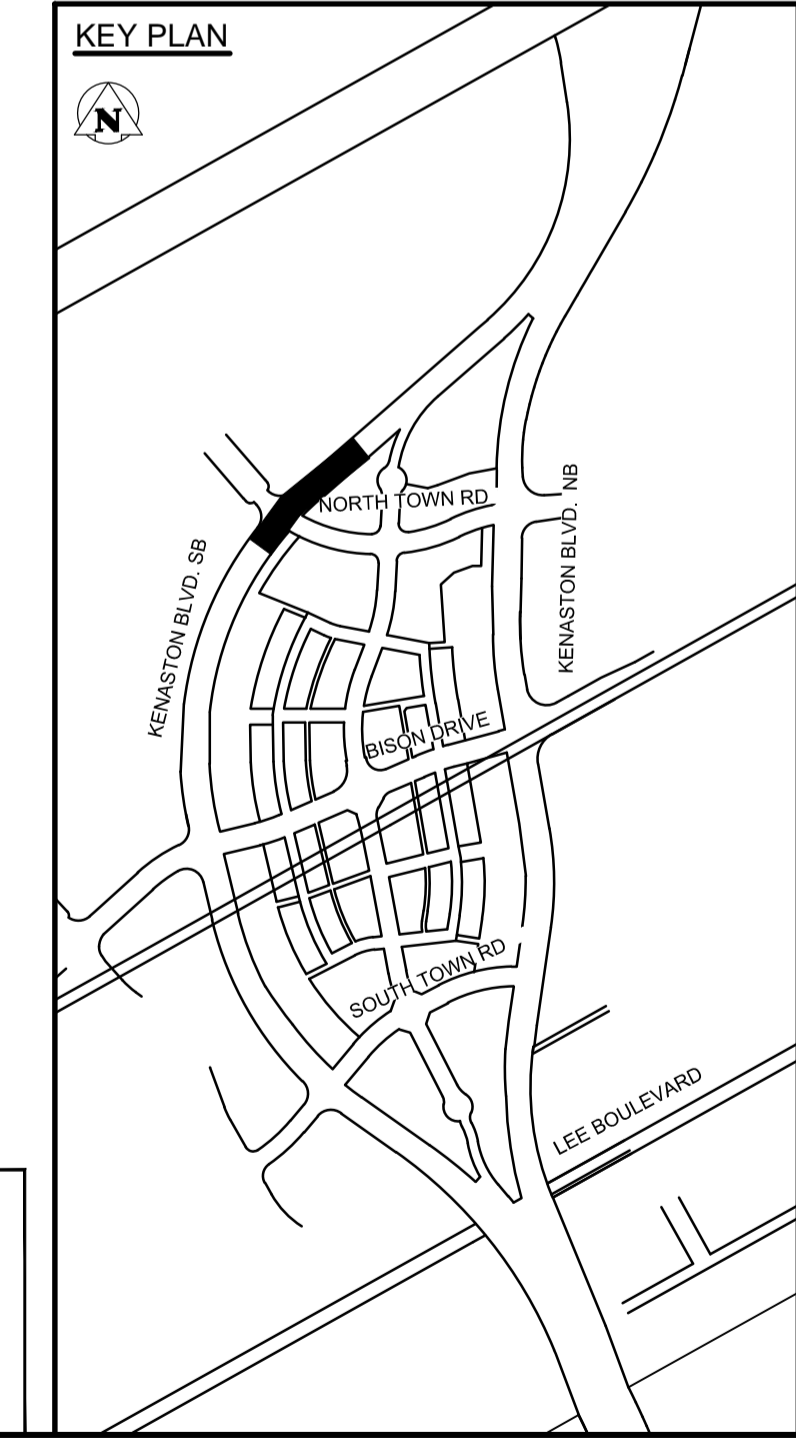 KEY PLAN
N
NORTH TOWN RD
KENASTON BLVD. NB
KENASTON BLVD. SB
BISON DRIVE
SOUTH TOWN RD
LEE BOULEVARD